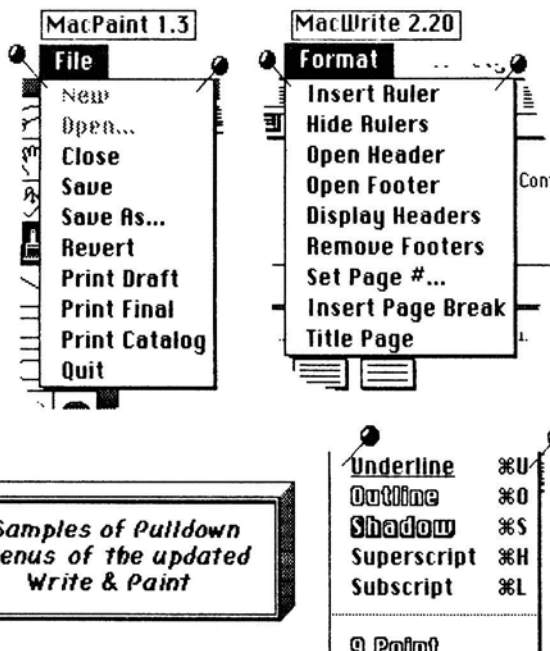 MacPaint 1.3
File
New
Open...
Close
Save
Save As...
Revert
Print Draft
Print Final
Print Catalog
Quit
MacWrite 2.20
Format
Insert Ruler
Hide Rulers
Open Header
Open Footer
Display Headers
Remove Footers
Set Page #...
Insert Page Break
Title Page
Samples of Pulldown
enus of the updated
Write & Paint
Underline ⌘U
Outline ⌘O
Shadow ⌘S
Superscript ⌘H
Subscript ⌘L
9 Point